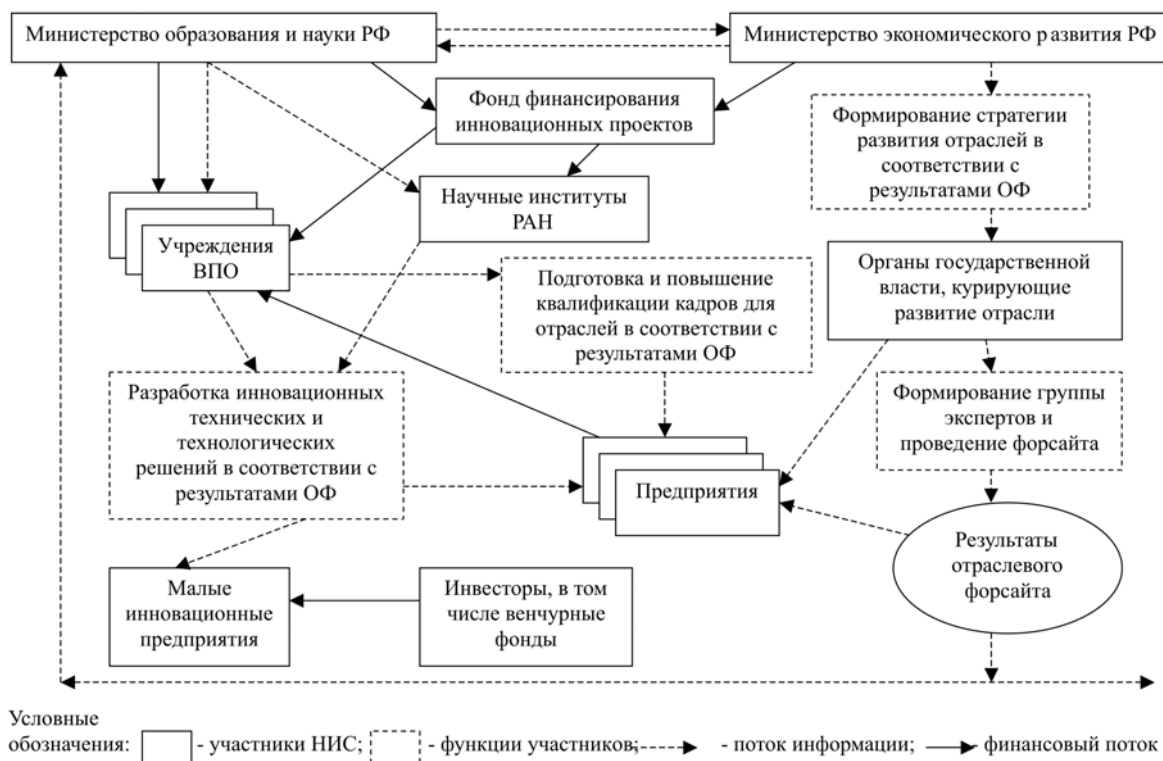 Министерство образования и науки РФ
Министерство экономического развития РФ
Фонд финансирования
инновационных проектов
Формирование стратегии
развития отраслей в
соответствии с
результатами ОФ
Научные институты
РАН
Учреждения
ВПО
Подготовка и повышение
квалификации кадров для
отраслей в соответствии с
результатами ОФ
Органы государственной
власти, курирующие
развитие отрасли
Разработка инновационных
технических и
технологических
решений в соответствии с
результатами ОФ
Формирование группы
экспертов и
проведение форсайта
Предприятия
Результаты
отраслевого
форсайта
Малые
инновационные
предприятия
Инвесторы, в том
числе венчурные
фонды
Условные
обозначения: - участники НИС; - функции участников; - поток информации; - финансовый поток